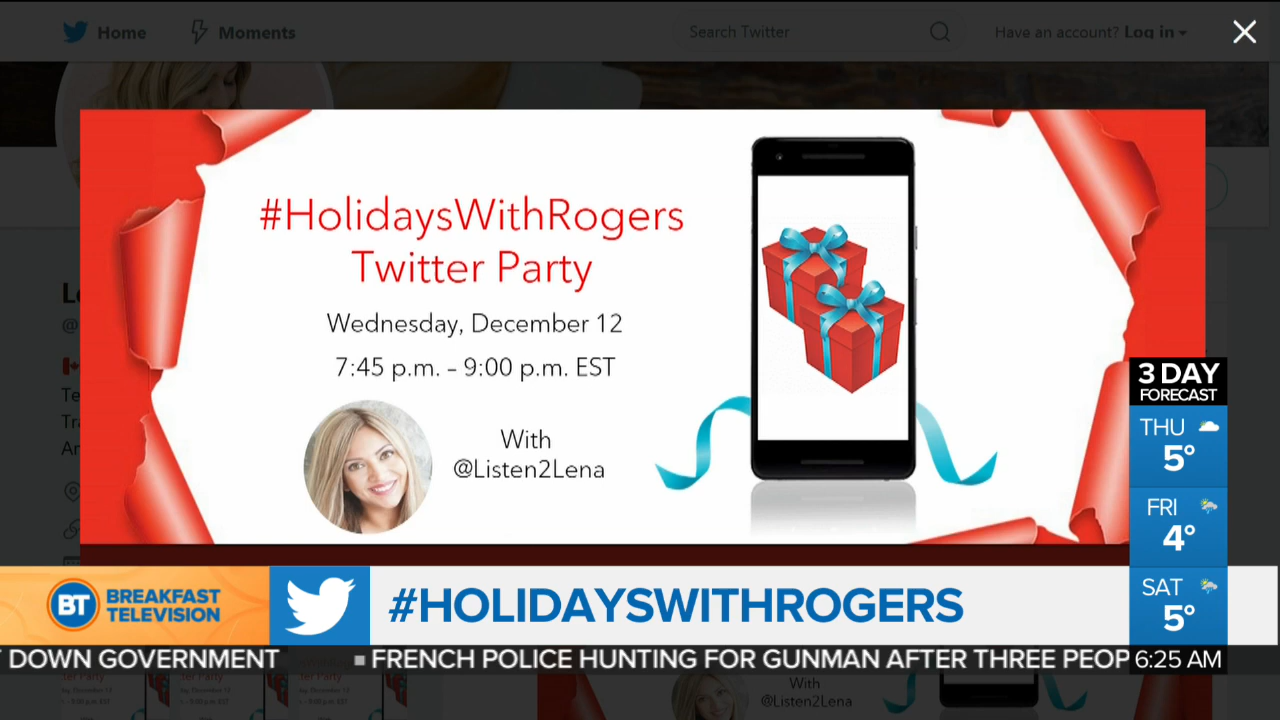 Home
Moments
Search Twitter
Have an account? Log in
#HolidaysWithRogers
Twitter Party
Wednesday, December 12
7:45 p.m. – 9:00 p.m. EST
With
@Listen2Lena
3 DAY
FORECAST
THU
5°
FRI
4°
SAT
5°
BT
BREAKFAST
TELEVISION
#HOLIDAYSWITHROGERS
DOWN GOVERNMENT
FRENCH POLICE HUNTING FOR GUNMAN AFTER THREE PEOP
6:25 AM
With
@Listen2Lena